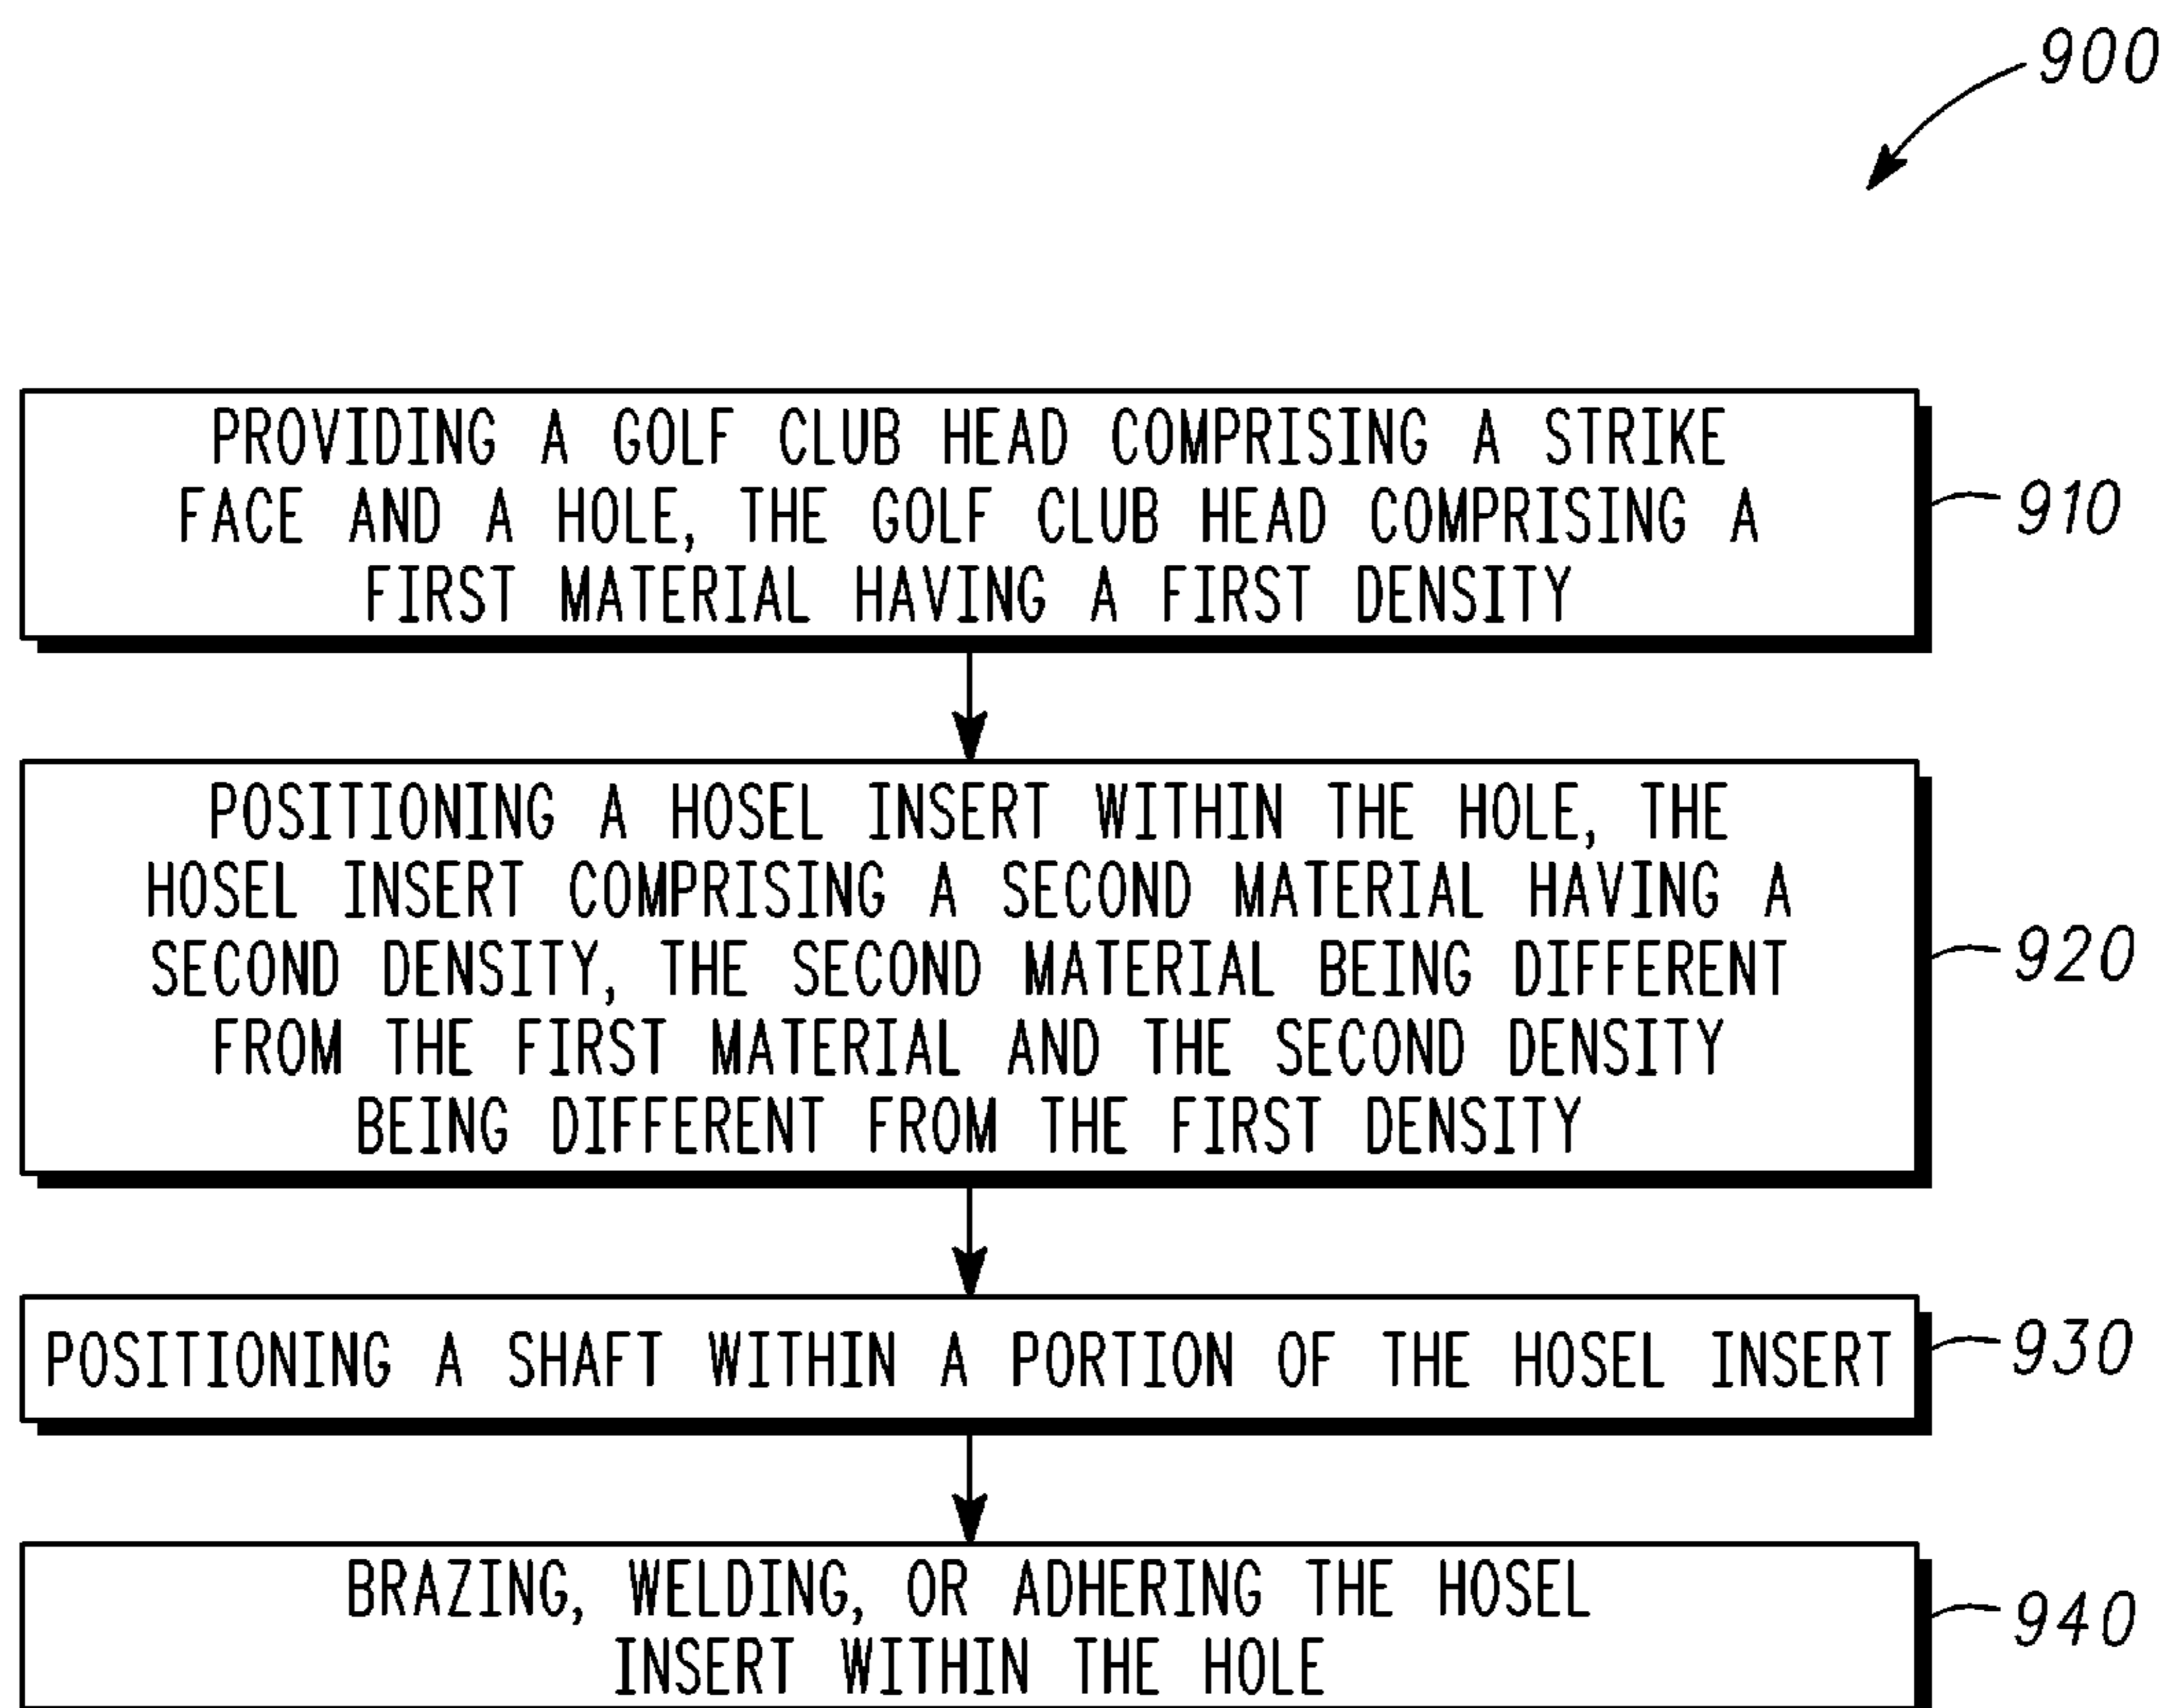 900
PROVIDING A GOLF CLUB HEAD COMPRISING A STRIKE
FACE AND A HOLE, THE GOLF CLUB HEAD COMPRISING A
FIRST MATERIAL HAVING A FIRST DENSITY
910
POSITIONING A HOSEL INSERT WITHIN THE HOLE, THE
HOSEL INSERT COMPRISING A SECOND MATERIAL HAVING A
SECOND DENSITY, THE SECOND MATERIAL BEING DIFFERENT
FROM THE FIRST MATERIAL AND THE SECOND DENSITY
BEING DIFFERENT FROM THE FIRST DENSITY
920
POSITIONING A SHAFT WITHIN A PORTION OF THE HOSEL INSERT
930
BRAZING, WELDING, OR ADHERING THE HOSEL
INSERT WITHIN THE HOLE
940